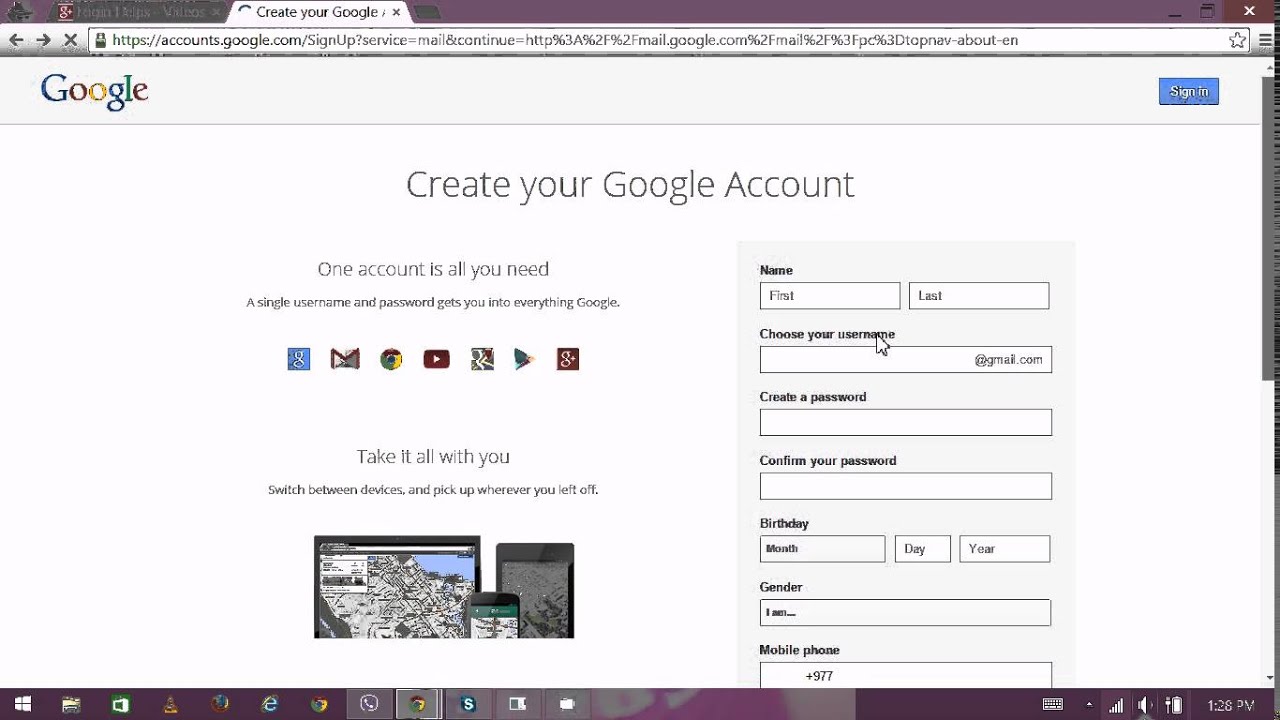 Login Helps - Videos
Create your Google A
https://accounts.google.com/SignUp?service=mail&continue=http%3A%2F%2Fmail.google.com%2Fmail%2F%3Fpc%3Dtopnav-about-en
Google
Sign in
Create your Google Account
One account is all you need
A single username and password gets you into everything Google.
Take it all with you
Switch between devices, and pick up wherever you left off.
Name
First Last
Choose your username
@gmail.com
Create a password
Confirm your password
Birthday
Month Day Year
Gender
I am...
Mobile phone
+977
1:28 PM